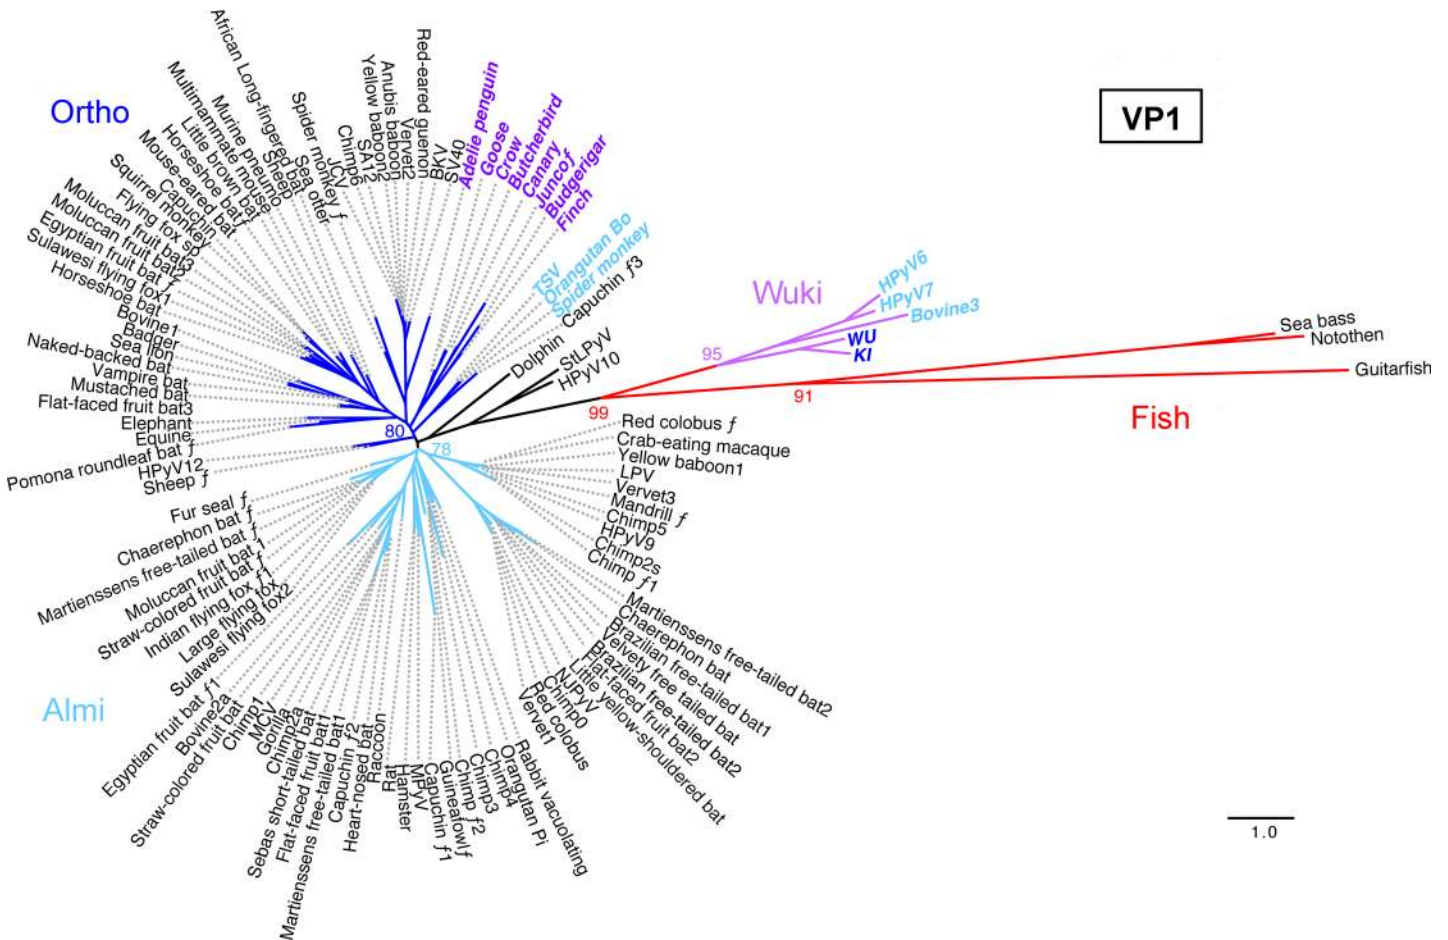 VP1
Ortho
Sheep ƒ
HPyV12
Pomona roundleaf bat ƒ
Equine
Elephant
Flat-faced fruit bat3
Mustached bat
Vampire bat
Naked-backed bat
Sea lion
Badger
Bovine1
Horseshoe bat
Sulawesi flying fox1
Egyptian fruit bat ƒ
Moluccan fruit bat2
Moluccan fruit bat3
Flying fox sp
Squirrel monkey
Capuchin
Mouse-eared bat
Horseshoe batƒ
Little brown bat
Multimammate mouse
Murine pneumo
Sheep
African Long-fingered bat
Sea otter
Spider monkey ƒ
JCV
Chimp6
SA12
Yellow baboon2
Anubis baboon
Vervet2
Red-eared guenon
BKV
SV40
Adelie penguin
Goose
Crow
Butcherbird
Canary
Juncoƒ
Budgerigar
Finch
TSV
Orangutan Bo
Spider monkey
Capuchin ƒ3
Dolphin
StLPyV
HPyV10
Wuki
HPyV6
HPyV7
Bovine3
WU
KI
95
Sea bass
Notothen
Guitarfish
91
99
Fish
80
78
Red colobus ƒ
Crab-eating macaque
Yellow baboon1
LPV
Vervet3
Mandrill ƒ
Chimp5
HPyV9
Chimp2s
Chimp ƒ1
Martienssens free-tailed bat2
Chaerephon bat
Brazilian free-tailed bat1
Velvety free tailed bat
Brazilian free-tailed bat2
Flat-faced fruit bat2
Little yellow-shouldered bat
NJPyV
Chimp0
Red colobus
Vervet1
Rabbit vacuolating
Orangutan Pi
Chimp4
Chimp3
Chimp ƒ2
Guineafowlƒ
Capuchin ƒ1
MPyV
Hamster
Rat
Raccoon
Heart-nosed bat
Capuchin ƒ2
Martienssens free-tailed bat1
Flat-faced fruit bat1
Sebas short-tailed bat
Chimp2a
Gorilla
MCV
Chimp1
Straw-colored fruit bat
Bovine2a
Egyptian fruit bat ƒ1
Sulawesi flying fox2
Large flying fox
Indian flying fox ƒ1
Straw-colored fruit bat ƒ
Moluccan fruit bat 1
Martienssens free-tailed bat ƒ
Chaerephon bat ƒ
Fur seal ƒ
Almi
1.0